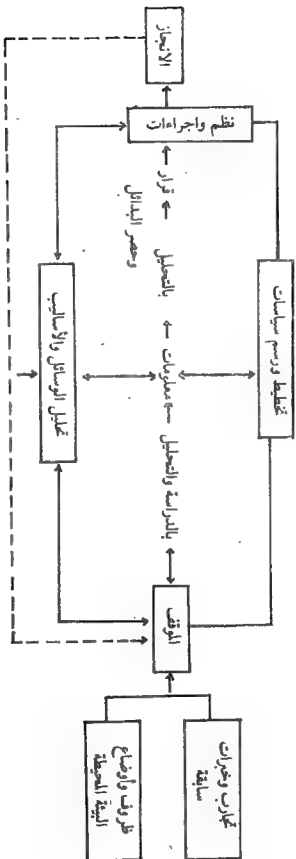 تجارب وخبرات
سابقة
ظروف وأوضاع
البيئة المحيطة
الموقف
تخطيط ورسم سياسات
بالدراسة والتحليل ← معلومات ← بالتحليل ← قرار ←
وحصر البدائل
تحليل الوسائل والأساليب
نظم واجراءات
الانجاز